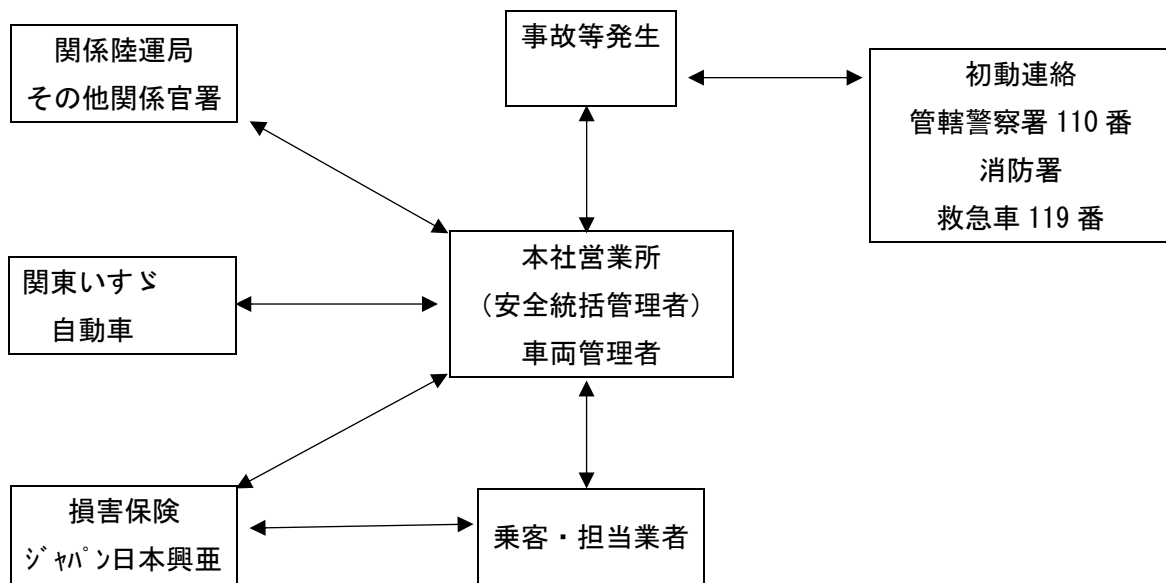 関係陸運局
その他関係官署
事故等発生
初動連絡
管轄警察署 110 番
消防署
救急車 119 番
本社営業所
（安全統括管理者）
車両管理者
関東いすゞ
自動車
損害保険
ｼﾞｬﾊﾟﾝ日本興亜
乗客・担当業者